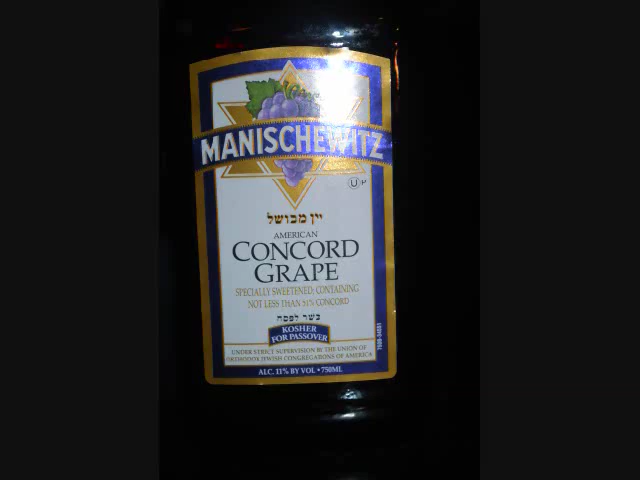 MANISCHEWITZ
U P
יין מבושל
AMERICAN
CONCORD
GRAPE
SPECIALLY SWEETENED; CONTAINING
NOT LESS THAN 51% CONCORD
כשר לפסח
KOSHER
FOR PASSOVER
UNDER STRICT SUPERVISION BY THE UNION OF
ORTHODOX JEWISH CONGREGATIONS OF AMERICA
ALC. 11% BY VOL • 750ML